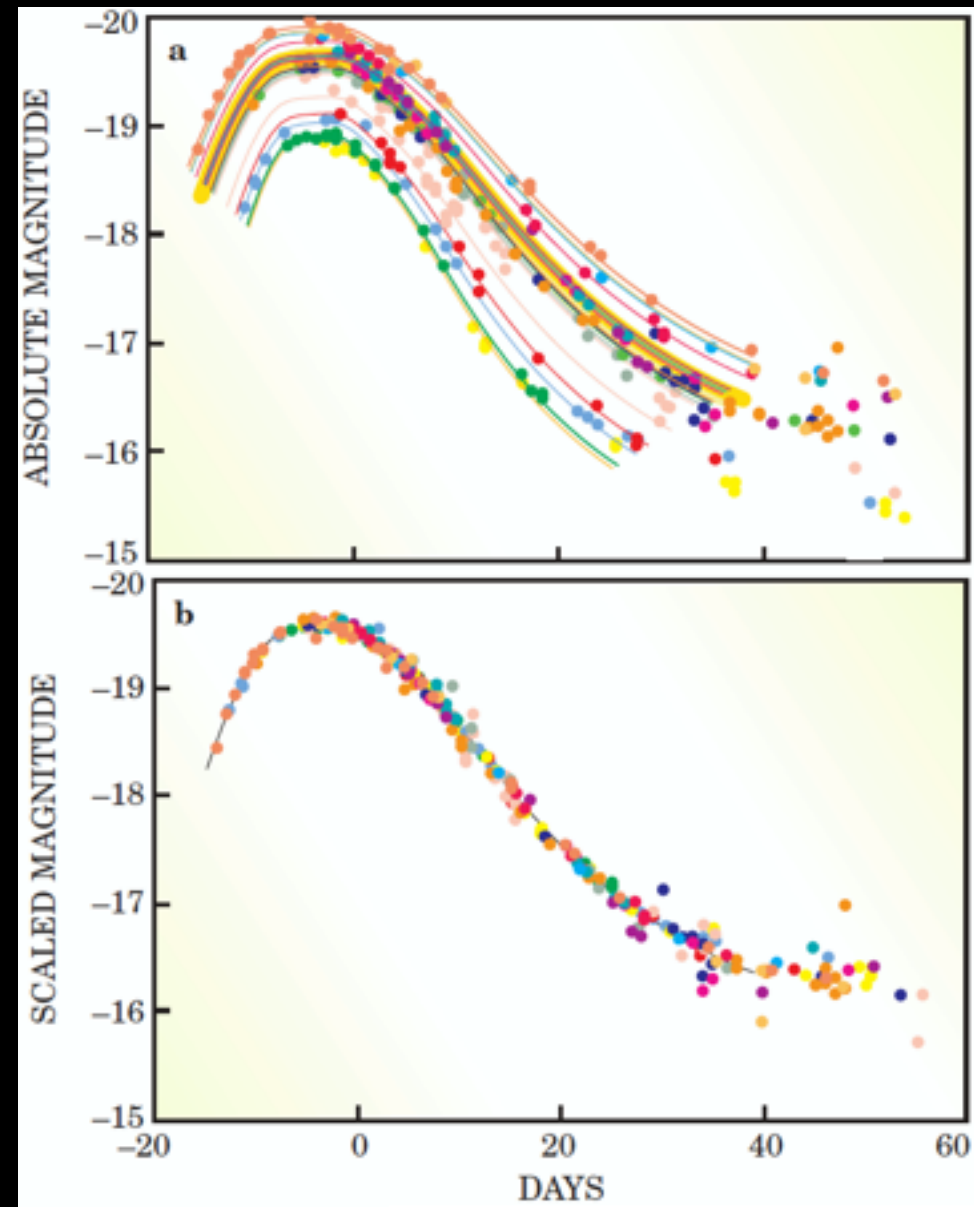 a
ABSOLUTE MAGNITUDE
–20
–19
–18
–17
–16
–15
b
SCALED MAGNITUDE
–20
–19
–18
–17
–16
–15
–20 0 20 40 60
DAYS